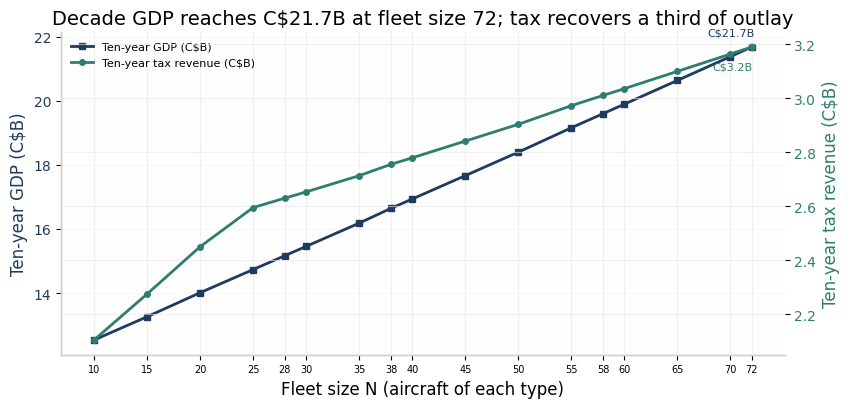 Decade GDP reaches C$21.7B at fleet size 72; tax recovers a third of outlay
C$21.7B
C$3.2B
Ten-year GDP (C$B)
Ten-year tax revenue (C$B)
Ten-year GDP (C$B)
22
20
18
16
14
3.2
3.0
2.8
2.6
2.4
2.2
Ten-year tax revenue (C$B)
10 15 20 25 28 30 35 38 40 45 50 55 58 60 65 70 72
Fleet size N (aircraft of each type)